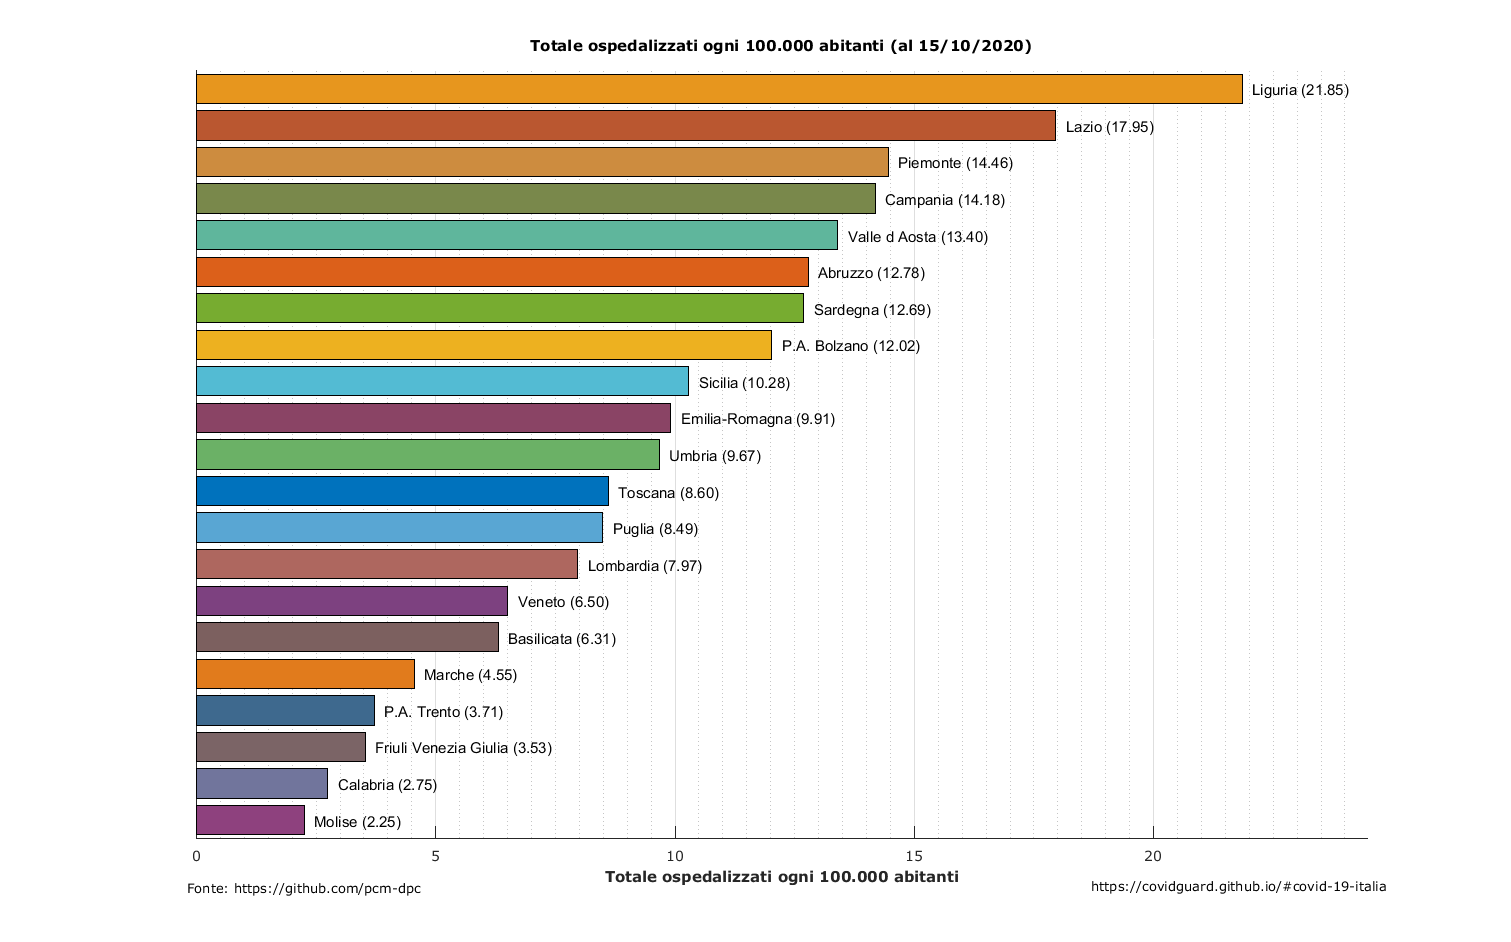 Totale ospedalizzati ogni 100.000 abitanti (al 15/10/2020)
Liguria (21.85)
Lazio (17.95)
Piemonte (14.46)
Campania (14.18)
Valle d Aosta (13.40)
Abruzzo (12.78)
Sardegna (12.69)
P.A. Bolzano (12.02)
Sicilia (10.28)
Emilia-Romagna (9.91)
Umbria (9.67)
Toscana (8.60)
Puglia (8.49)
Lombardia (7.97)
Veneto (6.50)
Basilicata (6.31)
Marche (4.55)
P.A. Trento (3.71)
Friuli Venezia Giulia (3.53)
Calabria (2.75)
Molise (2.25)
0 5 10 15 20
Totale ospedalizzati ogni 100.000 abitanti
Fonte: https://github.com/pcm-dpc
https://covidguard.github.io/#covid-19-italia